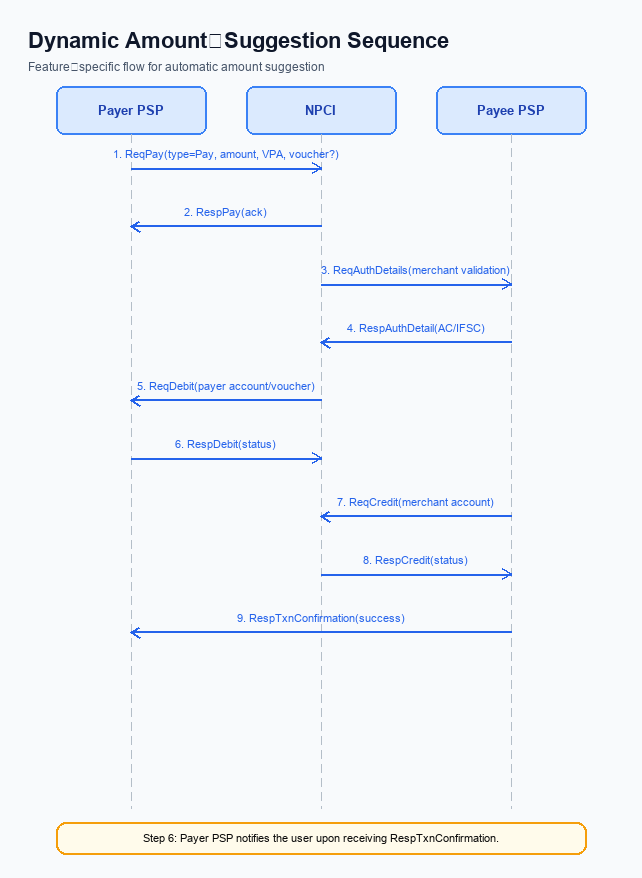 Dynamic Amount□Suggestion Sequence
Feature□specific flow for automatic amount suggestion
Payer PSP
NPCI
Payee PSP
1. ReqPay(type=Pay, amount, VPA, voucher?)
2. RespPay(ack)
3. ReqAuthDetails(merchant validation)
4. RespAuthDetail(AC/IFSC)
5. ReqDebit(payer account/voucher)
6. RespDebit(status)
7. ReqCredit(merchant account)
8. RespCredit(status)
9. RespTxnConfirmation(success)
Step 6: Payer PSP notifies the user upon receiving RespTxnConfirmation.